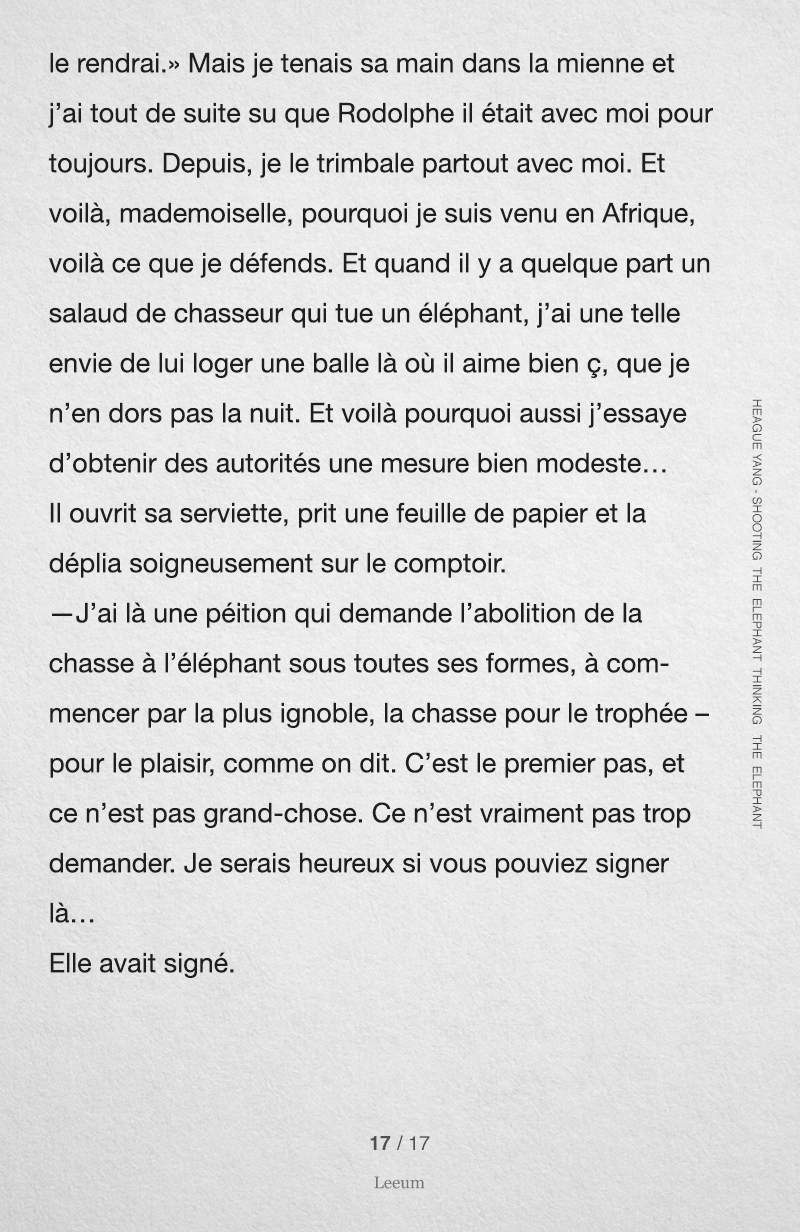 le rendrai.» Mais je tenais sa main dans la mienne et
j’ai tout de suite su que Rodolphe il était avec moi pour
toujours. Depuis, je le trimbale partout avec moi. Et
voilà, mademoiselle, pourquoi je suis venu en Afrique,
voilà ce que je défends. Et quand il y a quelque part un
salaud de chasseur qui tue un éléphant, j’ai une telle
envie de lui loger une balle là où il aime bien ç, que je
n’en dors pas la nuit. Et voilà pourquoi aussi j’essaye
d’obtenir des autorités une mesure bien modeste…
Il ouvrit sa serviette, prit une feuille de papier et la
déplia soigneusement sur le comptoir.
—J’ai là une péition qui demande l’abolition de la
chasse à l’éléphant sous toutes ses formes, à com-
mencer par la plus ignoble, la chasse pour le trophée –
pour le plaisir, comme on dit. C’est le premier pas, et
ce n’est pas grand-chose. Ce n’est vraiment pas trop
demander. Je serais heureux si vous pouviez signer
là…
Elle avait signé.
HEAGUE YANG - SHOOTING THE ELEPHANT THINKING THE ELEPHANT
17 / 17
Leeum